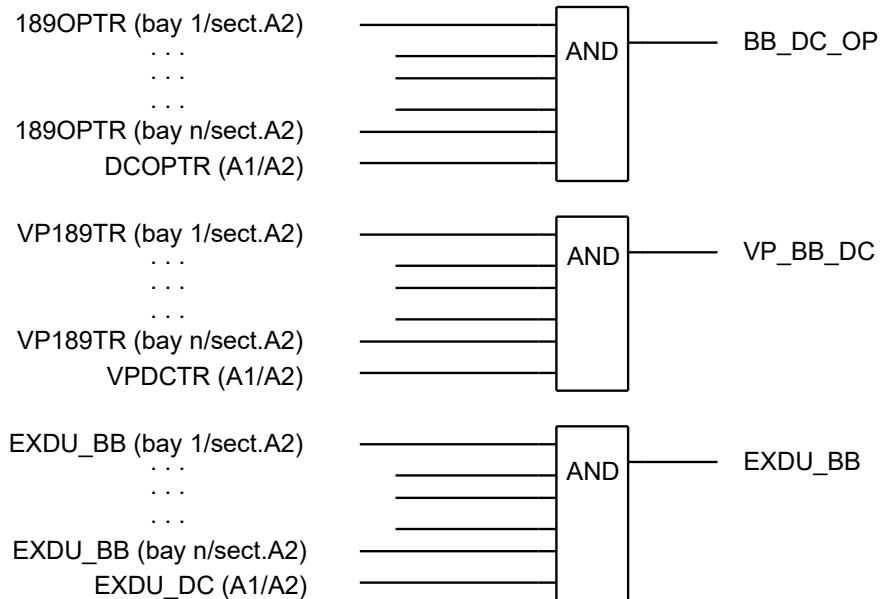 189OPTR (bay 1/sect.A2)
. . .
. . .
. . .
189OPTR (bay n/sect.A2)
DCOPTR (A1/A2)
AND
BB_DC_OP
VP189TR (bay 1/sect.A2)
. . .
. . .
. . .
VP189TR (bay n/sect.A2)
VPDCTR (A1/A2)
AND
VP_BB_DC
EXDU_BB (bay 1/sect.A2)
. . .
. . .
. . .
EXDU_BB (bay n/sect.A2)
EXDU_DC (A1/A2)
AND
EXDU_BB